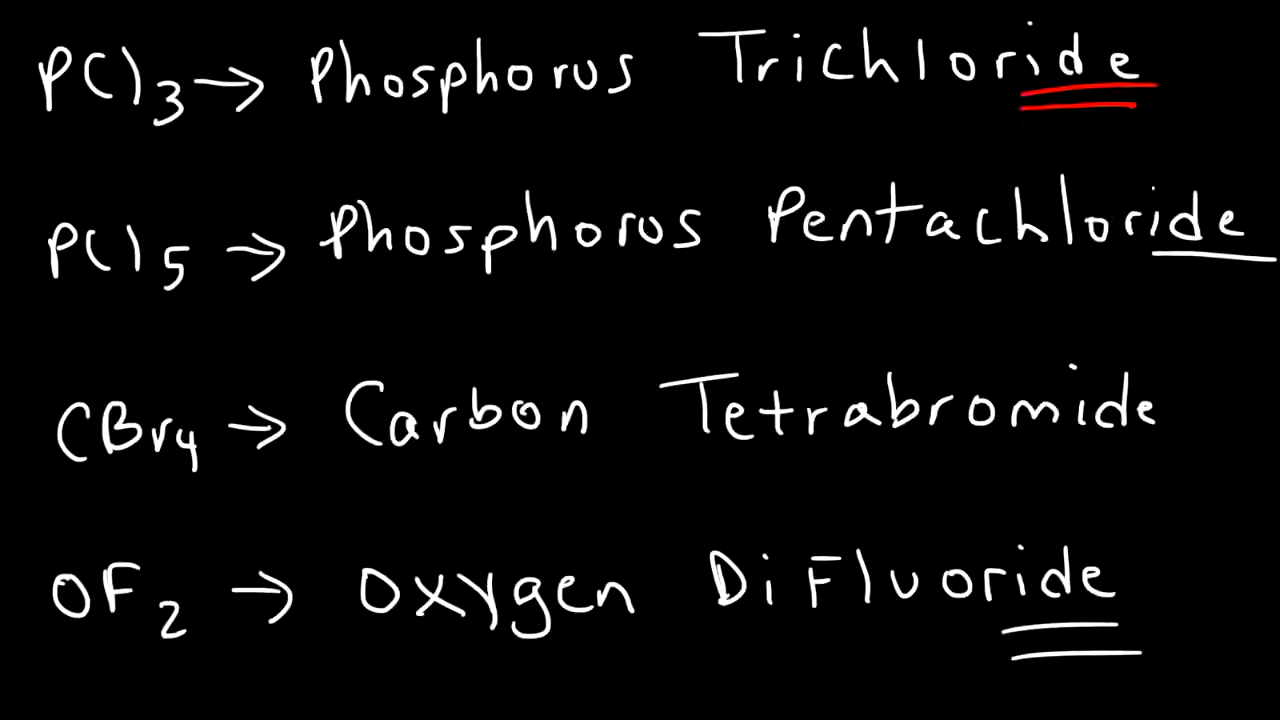 PCl₃ → Phosphorus Trichloride
PCl₅ → Phosphorus Pentachloride
CBr₄ → Carbon Tetrabromide
OF₂ → Oxygen DiFluoride